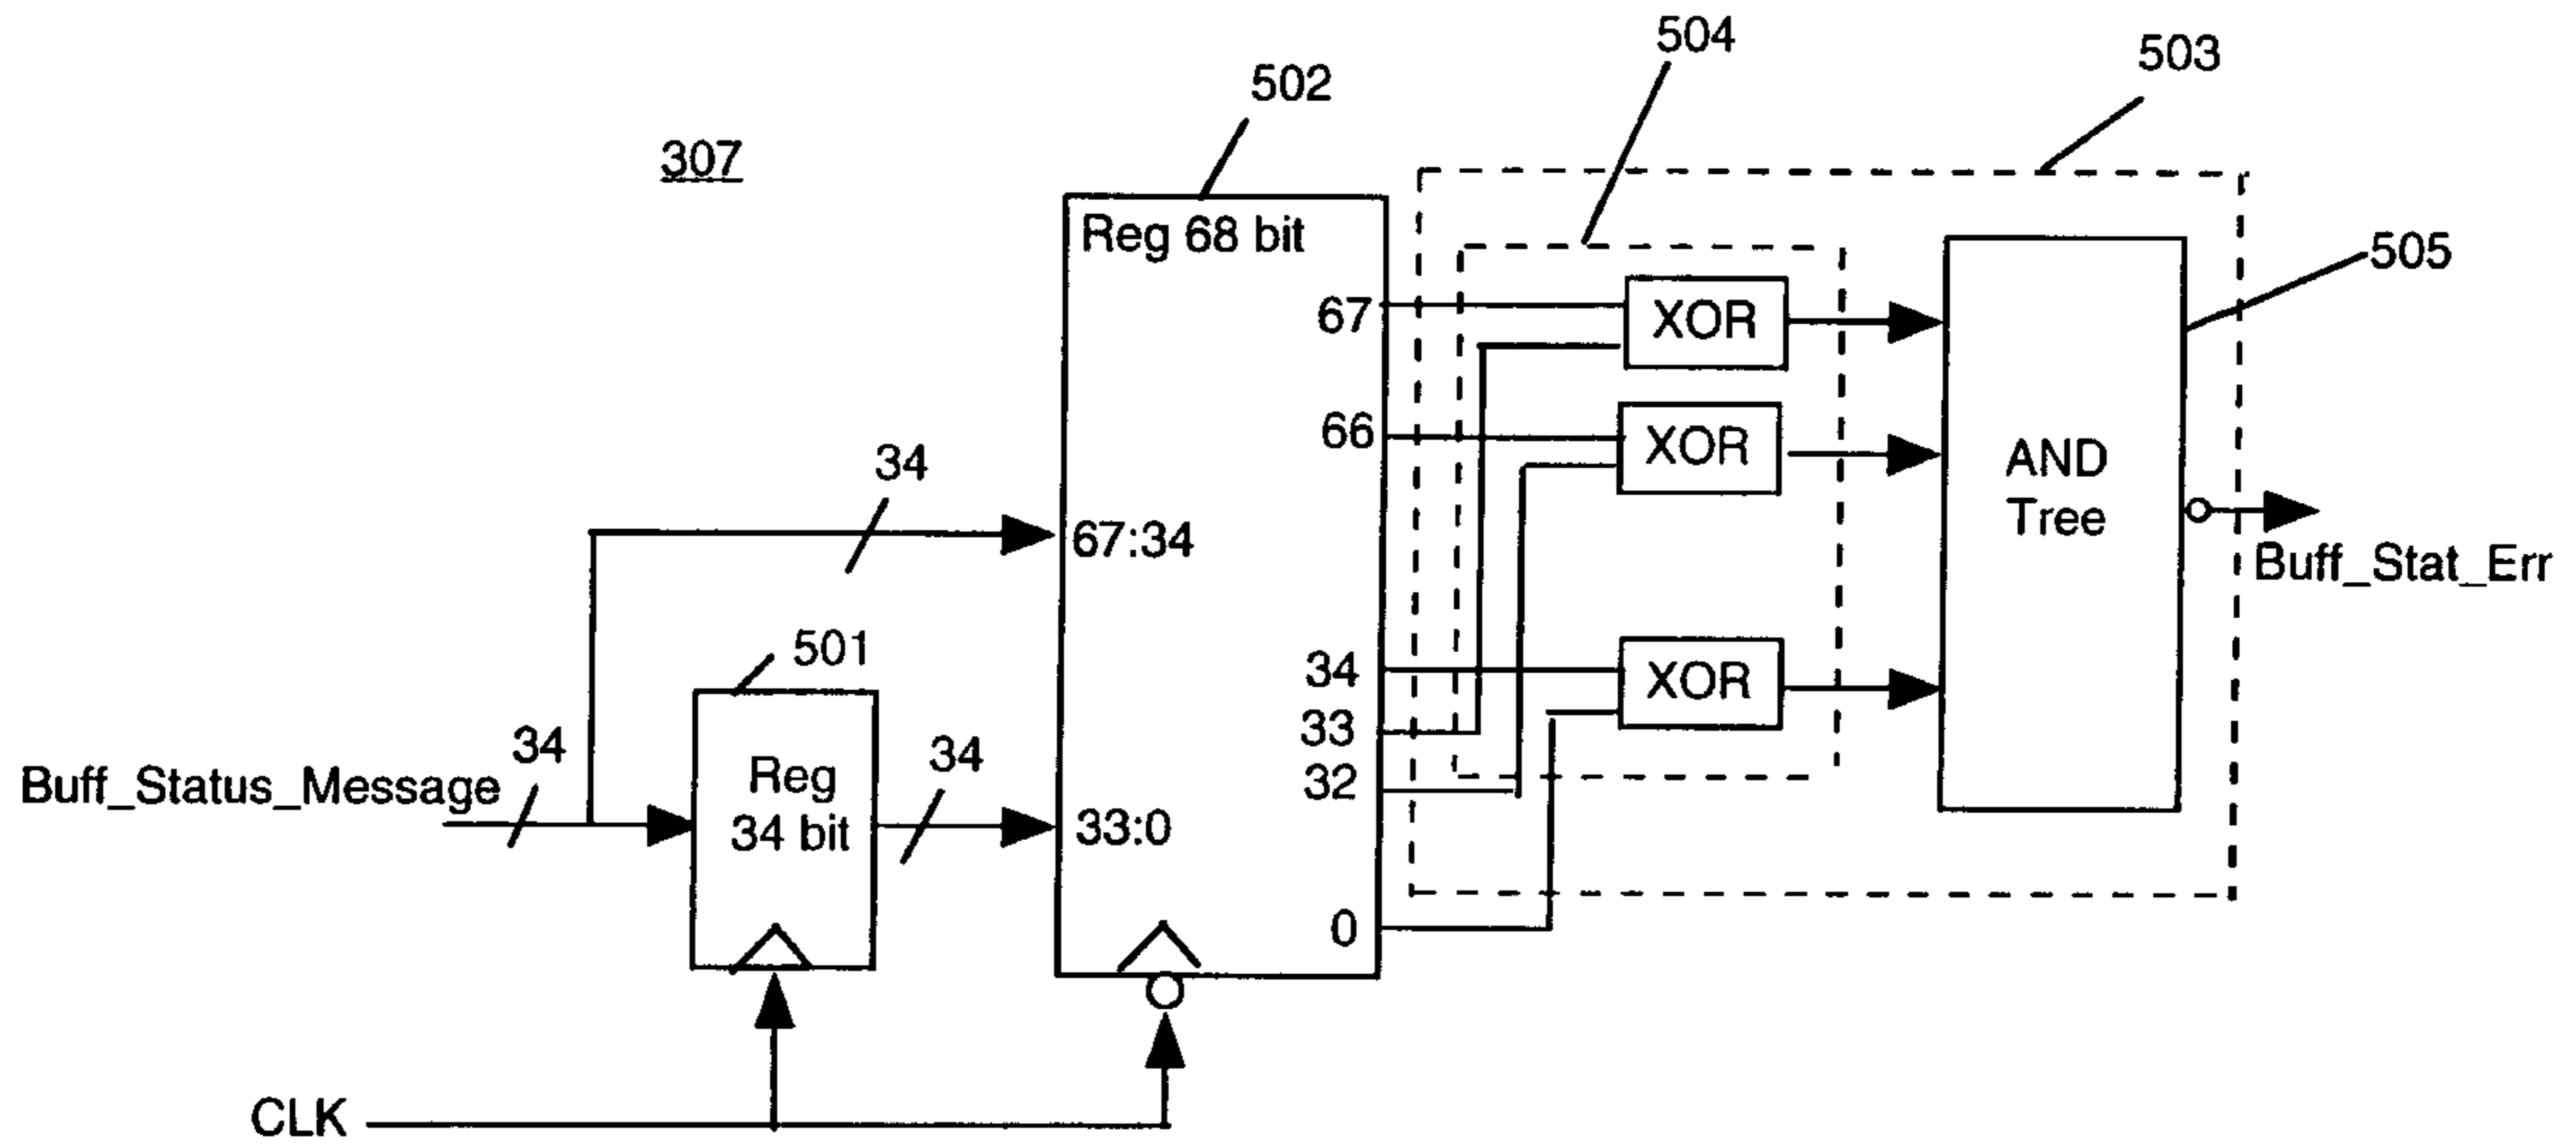 504
503
502
307
Reg 68 bit
505
67
XOR
66
XOR
34
AND
Tree
67:34
Buff_Stat_Err
501
34
XOR
33
34
34
Buff_Status_Message
Reg
34 bit
32
33:0
0
CLK